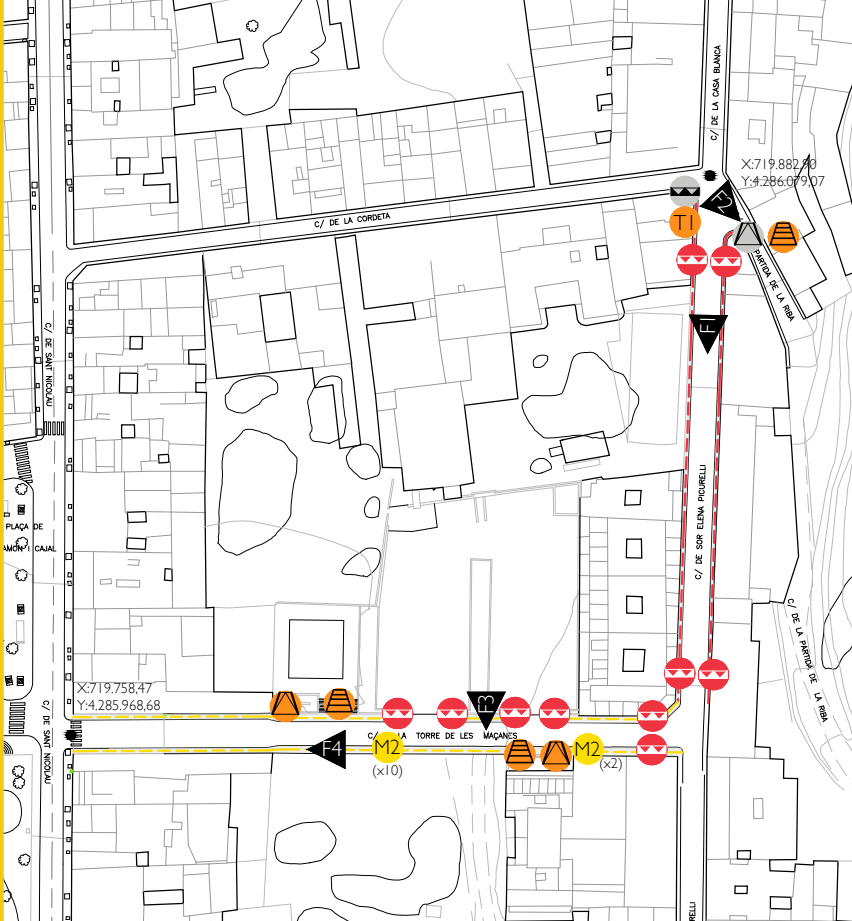 C/ DE LA CASA BLANCA
X:719.882,90
Y:4.286.079,07
F2
T1
C/ DE LA CORDETA
PARTIDA DE LA RIBA
F1
C/ DE SANT NICOLAU
C/ DE SOR ELENA PICURELLI
PLAÇA DE
AMÓN I CAJAL
C/ DE LA PARTIDA DE LA RIBA
X:719.758,47
Y:4.285.968,68
F3
C/ DE SANT NICOLAU
C/ LA TORRE DE LES MAÇANES
F4
M2
(x10)
M2
(x2)
RELLI